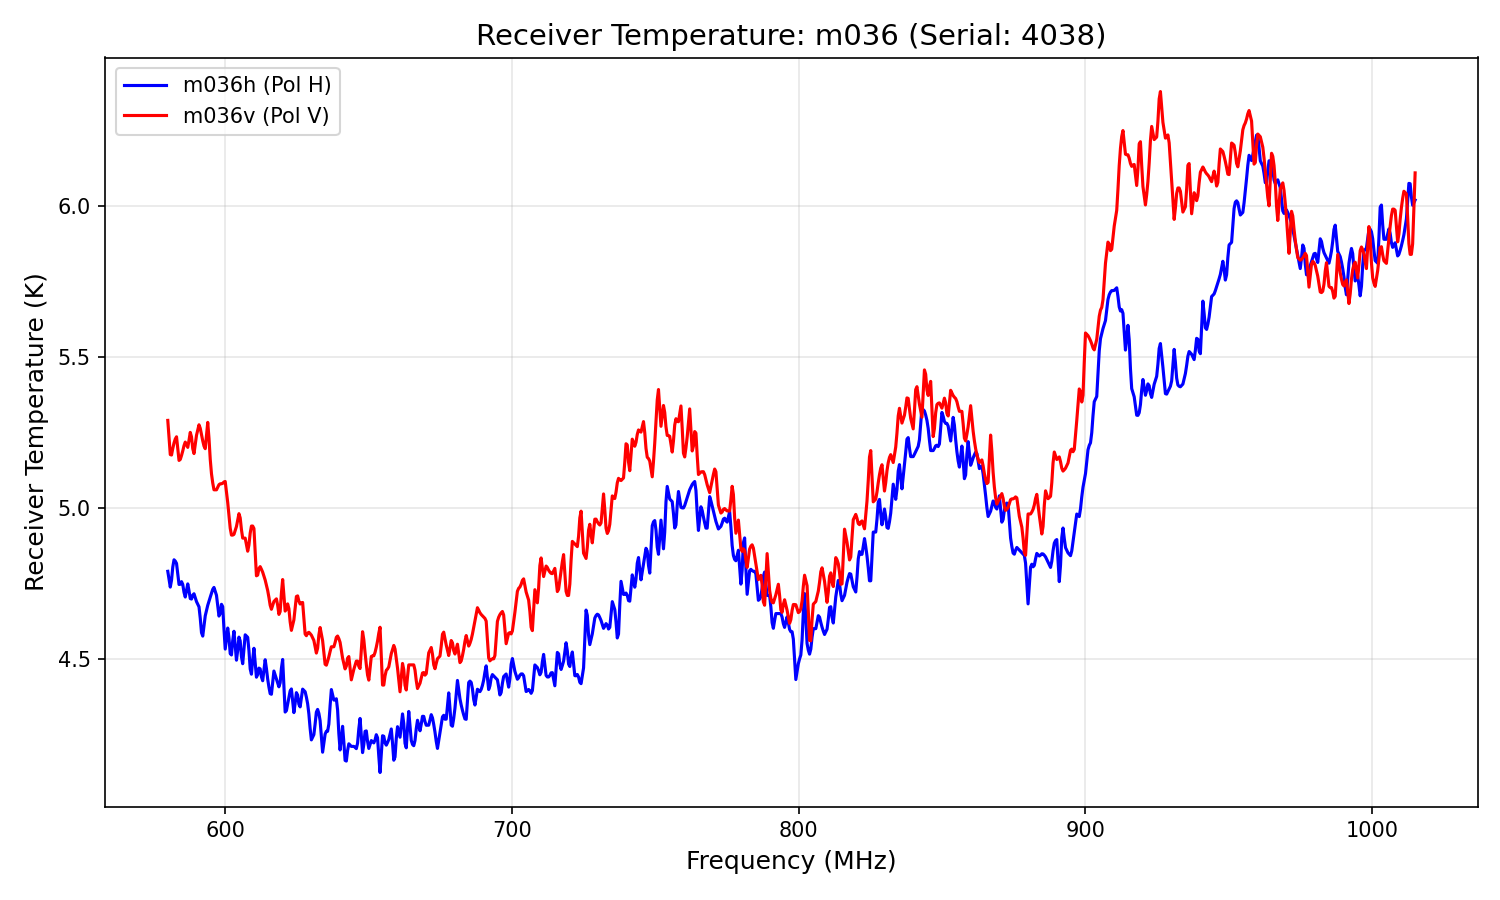 Receiver Temperature: m036 (Serial: 4038)
m036h (Pol H)
m036v (Pol V)
Receiver Temperature (K)
6.0
5.5
5.0
4.5
600
700
800
900
1000
Frequency (MHz)